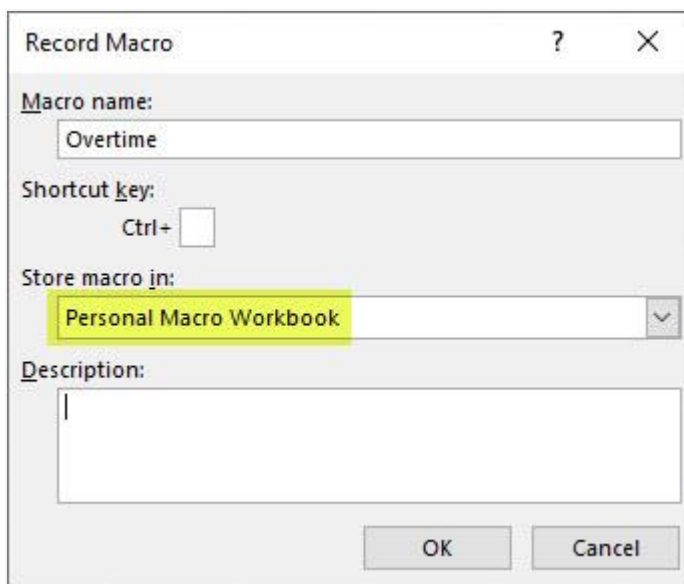 Record Macro ? ×
Macro name:
Overtime
Shortcut key:
Ctrl+
Store macro in:
Personal Macro Workbook
Description:
OK Cancel